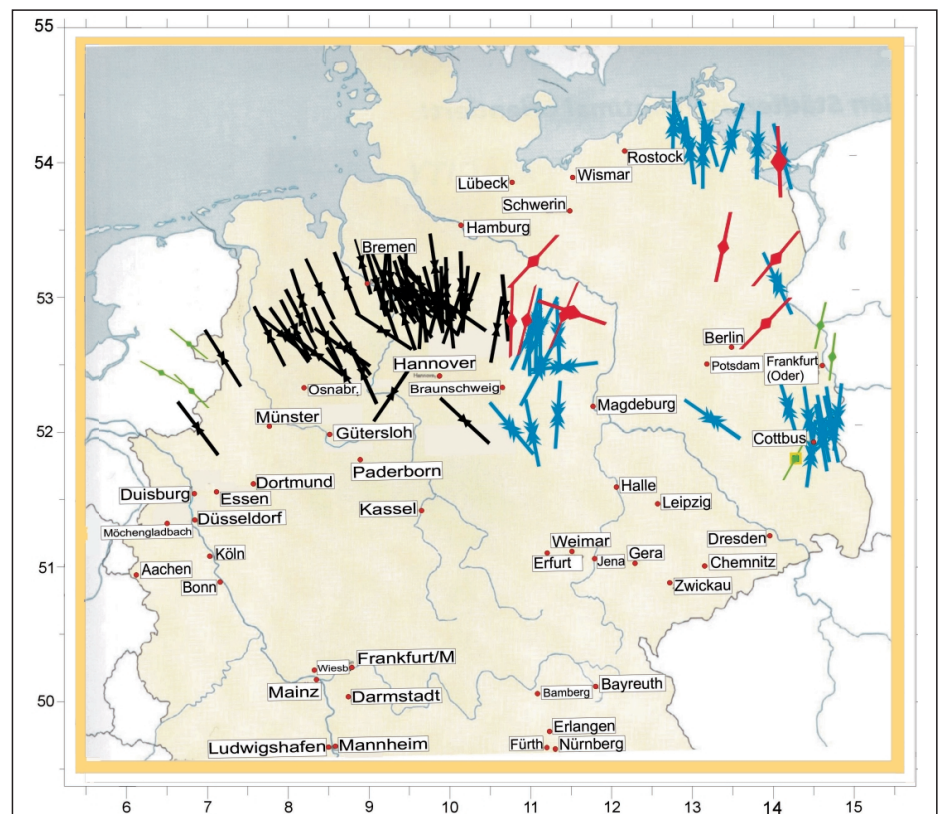 55
54
53
52
51
50
Rostock
Wismar
Lübeck
Schwerin
Hamburg
Bremen
Berlin
Potsdam
Frankfurt
(Oder)
Hannover
Osnabr.
Braunschweig
Magdeburg
Münster
Gütersloh
Cottbus
Paderborn
Dortmund
Duisburg
Essen
Halle
Leipzig
Düsseldorf
Kassel
Möchengladbach
Dresden
Weimar
Köln
Erfurt
Jena
Gera
Chemnitz
Aachen
Bonn
Zwickau
Frankfurt/M
Wiesb
Mainz
Darmstadt
Bamberg
Bayreuth
Erlangen
Ludwigshafen
Mannheim
Fürth
Nürnberg
6 7 8 9 10 11 12 13 14 15